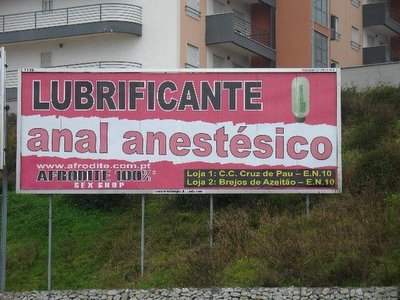 LUBRIFICANTE
anal anestésico
www.afrodite.com.pt
AFRODITE 100%
SEX SHOP
Loja 1: C.C. Cruz de Pau – E.N.10
Loja 2: Brejos de Azeitão – E.N.10